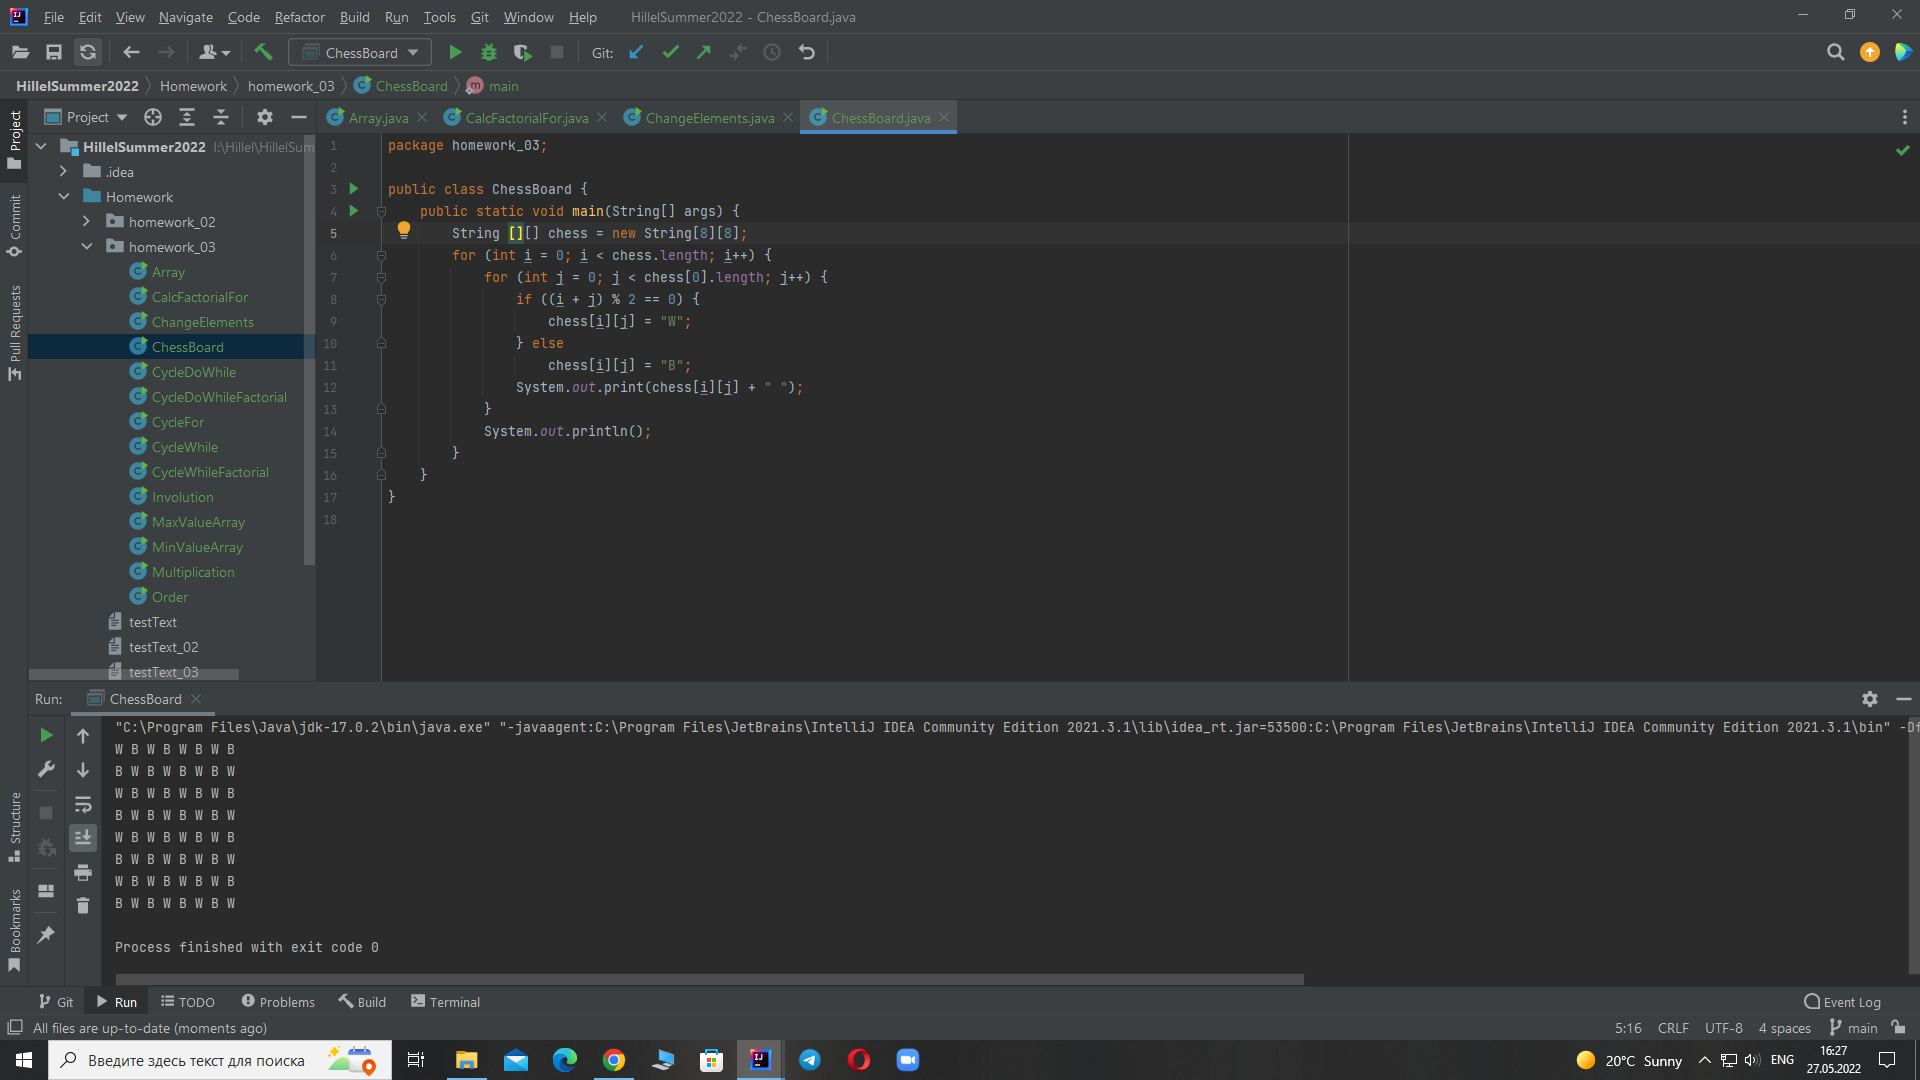 File Edit View Navigate Code Refactor Build Run Tools Git Window Help HillelSummer2022 - ChessBoard.java
ChessBoard Git:
HillelSummer2022 Homework homework_03 ChessBoard main
Project
Array.java CalcFactorialFor.java ChangeElements.java ChessBoard.java
Project
Commit
Pull Requests
Structure
Bookmarks
HillelSummer2022 I:\Hillel\HillelSum
.idea
Homework
homework_02
homework_03
Array
CalcFactorialFor
ChangeElements
ChessBoard
CycleDoWhile
CycleDoWhileFactorial
CycleFor
CycleWhile
CycleWhileFactorial
Involution
MaxValueArray
MinValueArray
Multiplication
Order
testText
testText_02
testText_03
1 package homework_03;
2
3 public class ChessBoard {
4 public static void main(String[] args) {
5 String [][] chess = new String[8][8];
6 for (int i = 0; i < chess.length; i++) {
7 for (int j = 0; j < chess[0].length; j++) {
8 if ((i + j) % 2 == 0) {
9 chess[i][j] = "W";
10 } else
11 chess[i][j] = "B";
12 System.out.print(chess[i][j] + " ");
13 }
14 System.out.println();
15 }
16 }
17 }
18
Run: ChessBoard
"C:\Program Files\Java\jdk-17.0.2\bin\java.exe" "-javaagent:C:\Program Files\JetBrains\IntelliJ IDEA Community Edition 2021.3.1\lib\idea_rt.jar=53500:C:\Program Files\JetBrains\IntelliJ IDEA Community Edition 2021.3.1\bin" -Df
W B W B W B W B
B W B W B W B W
W B W B W B W B
B W B W B W B W
W B W B W B W B
B W B W B W B W
W B W B W B W B
B W B W B W B W
Process finished with exit code 0
Git Run TODO Problems Build Terminal Event Log
All files are up-to-date (moments ago) 5:16 CRLF UTF-8 4 spaces main
Введите здесь текст для поиска 20°C Sunny ENG 16:27
27.05.2022